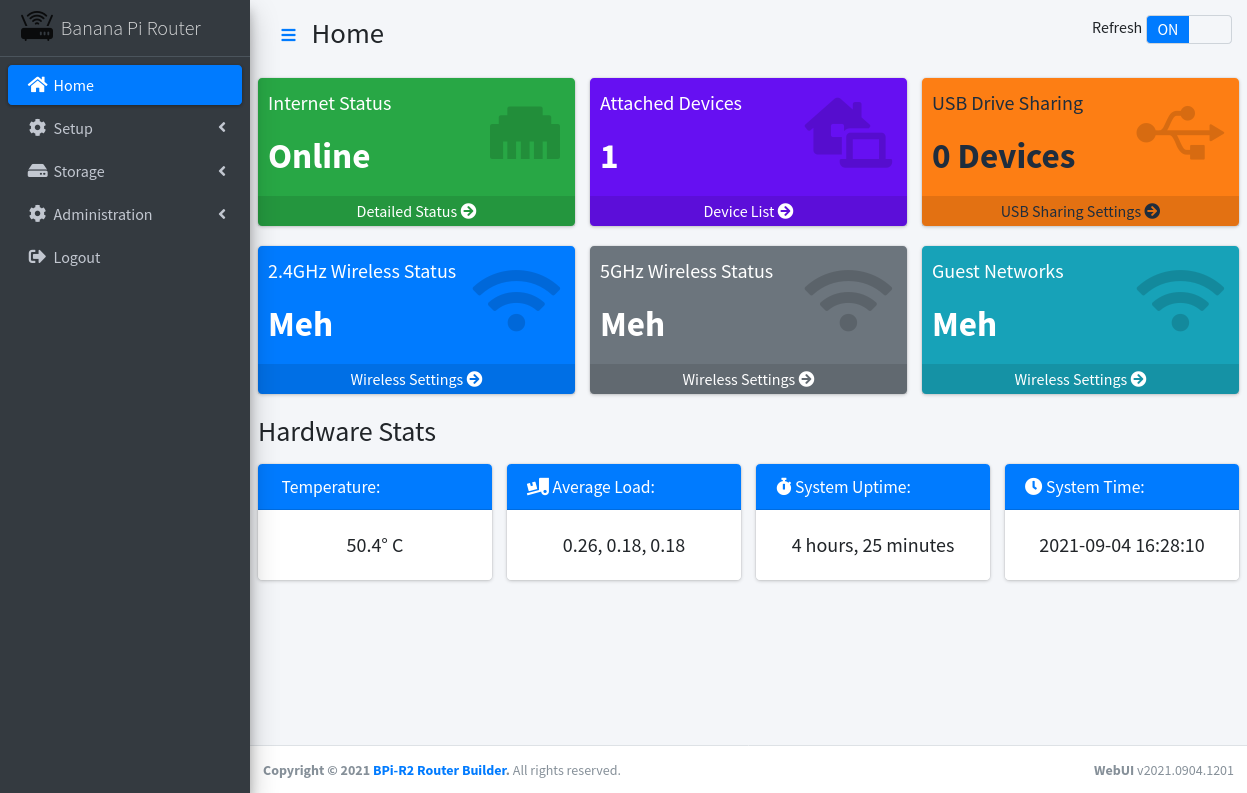 Banana Pi Router
Home
Setup
Storage
Administration
Logout
Home
Refresh ON
Internet Status
Online
Detailed Status
Attached Devices
1
Device List
USB Drive Sharing
0 Devices
USB Sharing Settings
2.4GHz Wireless Status
Meh
Wireless Settings
5GHz Wireless Status
Meh
Wireless Settings
Guest Networks
Meh
Wireless Settings
Hardware Stats
Temperature:
50.4° C
Average Load:
0.26, 0.18, 0.18
System Uptime:
4 hours, 25 minutes
System Time:
2021-09-04 16:28:10
Copyright © 2021 BPi-R2 Router Builder. All rights reserved.
WebUI v2021.0904.1201